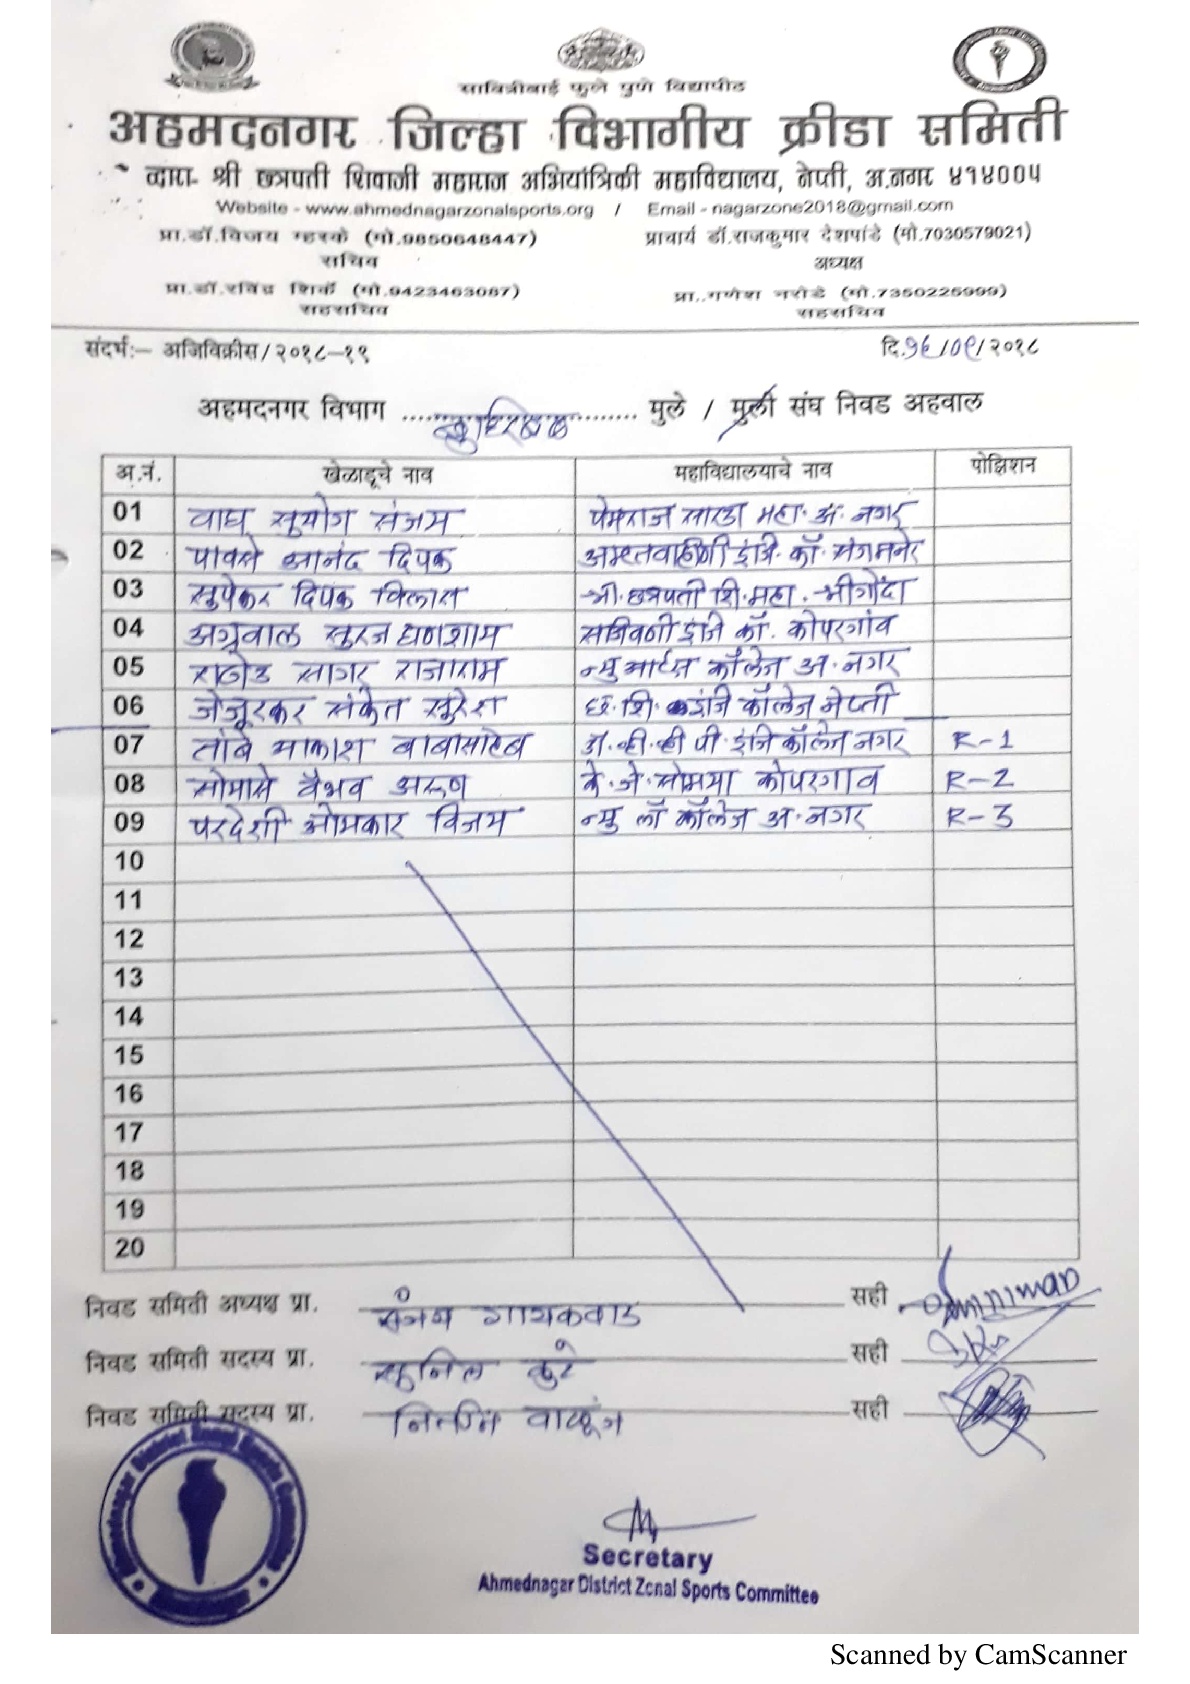 सावित्रीबाई फुले पुणे विद्यापीठ
अहमदनगर जिल्हा विभागीय क्रीडा समिती
द्वारा- श्री छत्रपती शिवाजी महाराज अभियांत्रिकी महाविद्यालय, नेप्ती, अ.नगर ४१४००५
Website - www.ahmednagarzonalsports.org / Email - nagarzone2018@gmail.com
प्रा.डॉ.विजय म्हस्के (मो.9850648447) प्राचार्य डॉ.राजकुमार देशपांडे (मो.7030579021)
सचिव अध्यक्ष
प्रा.डॉ.रविंद्र शिर्के (मो.9423463087) प्रा..गणेश नरोडे (मो.7350225999)
सहसचिव सहसचिव
संदर्भ:— अजिविक्रीस/२०१८—१९ दि.१८/०९/२०१८
अहमदनगर विभाग .................... मुले / मुली संघ निवड अहवाल
अ.नं. खेळाडूचे नाव महाविद्यालयाचे नाव पोझिशन
01 वाघ सुयोग संजय पेमराज सारडा महा. अ. नगर
02 पावसे आनंद दिपक अमृतवाहीणी इंजि. कॉ. संगमनेर
03 सुपेकर दिपक विलास श्री. छत्रपती शि. महा. श्रीगोंदा
04 अग्रवाल सुरज घणशाम संजिवणी इंजि कॉ. कोपरगांव
05 राठोड सागर राजाराम न्यु आर्टस् कॉलेज अ. नगर
06 जेजूरकर संकेत सुरेश छ. शि. इंजि कॉलेज नेप्ती
07 तांबे आकाश बाबासाहेब अ. व्ही. व्ही पी. इंजि कॉलेज नगर R-1
08 सोमासे वैभव अरुण के. जे. सोमया कोपरगाव R-2
09 परदेशी ओमकार विजय न्यु लॉ कॉलेज अ. नगर R-3
10
11
12
13
14
15
16
17
18
19
20
निवड समिती अध्यक्ष प्रा. संजय गायकवाड सही
निवड समिती सदस्य प्रा. सुनिल कुरे सही
निवड समिती सदस्य प्रा. नितीन वाळूंज सही
Ahmednagar District Zonal Sports Committee
Secretary
Ahmednagar District Zonal Sports Committee
Scanned by CamScanner